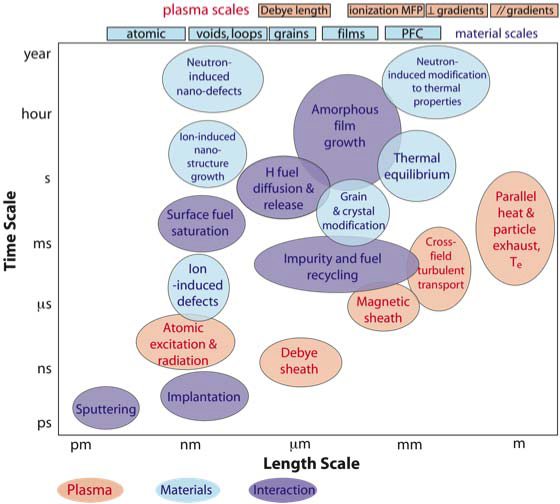 plasma scales
Debye length
ionization MFP
⊥ gradients
// gradients
atomic
voids, loops
grains
films
PFC
material scales
year
hour
s
ms
μs
ns
ps
Time Scale
Neutron-
induced
nano-defects
Neutron-
induced modification
to thermal
properties
Amorphous
film
growth
Ion-induced
nano-
structure
growth
Thermal
equilibrium
H fuel
diffusion &
release
Grain
& crystal
modification
Parallel
heat &
particle
exhaust,
Te
Surface fuel
saturation
Cross-
field
turbulent
transport
Impurity and fuel
recycling
Ion
-induced
defects
Magnetic
sheath
Atomic
excitation &
radiation
Debye
sheath
Sputtering
Implantation
pm
nm
μm
mm
m
Length Scale
Plasma
Materials
Interaction